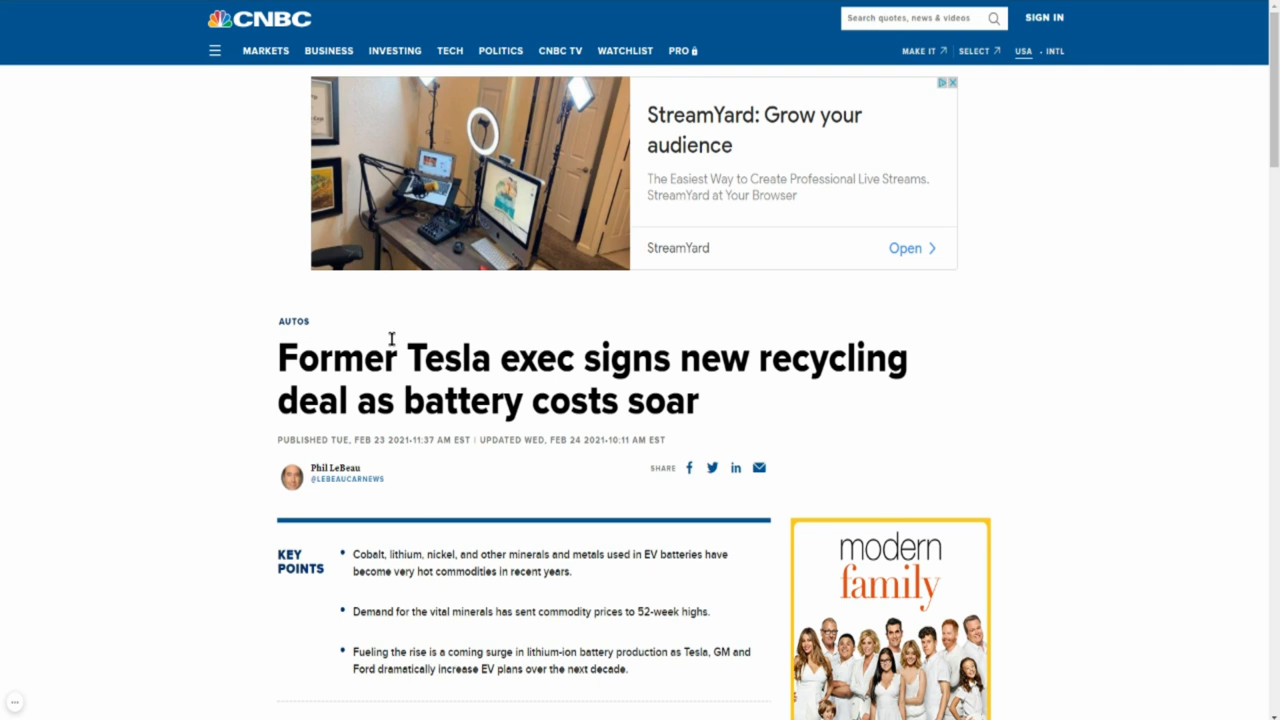 CNBC
Search quotes, news & videos
SIGN IN
MARKETS BUSINESS INVESTING TECH POLITICS CNBC TV WATCHLIST PRO
MAKE IT SELECT USA • INTL
StreamYard: Grow your
audience
The Easiest Way to Create Professional Live Streams.
StreamYard at Your Browser
StreamYard
Open
AUTOS
Former Tesla exec signs new recycling
deal as battery costs soar
PUBLISHED TUE, FEB 23 2021•11:37 AM EST | UPDATED WED, FEB 24 2021•10:11 AM EST
Phil LeBeau
@LEBEAUCARNEWS
SHARE
KEY
POINTS
• Cobalt, lithium, nickel, and other minerals and metals used in EV batteries have
become very hot commodities in recent years.
• Demand for the vital minerals has sent commodity prices to 52-week highs.
• Fueling the rise is a coming surge in lithium-ion battery production as Tesla, GM and
Ford dramatically increase EV plans over the next decade.
modern
family